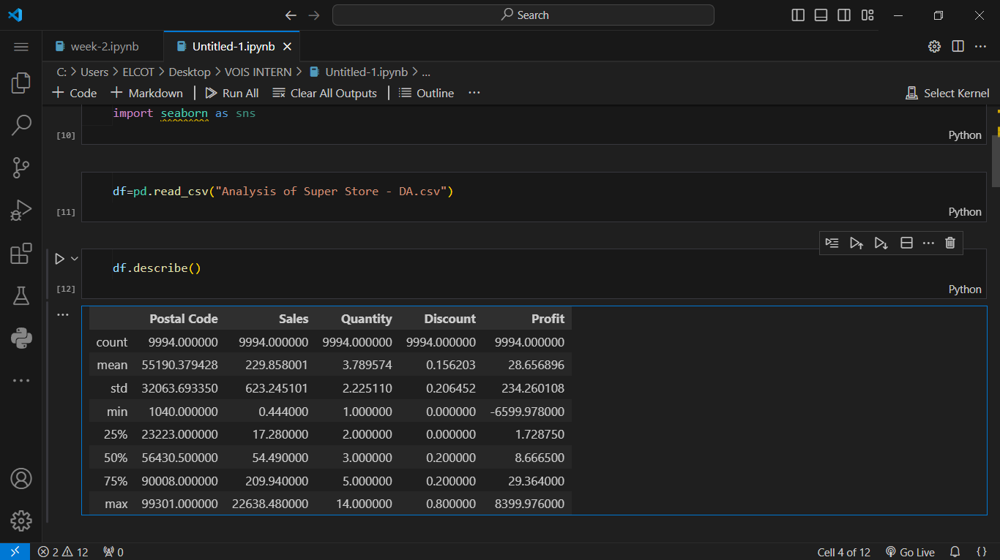 Search
week-2.ipynb Untitled-1.ipynb
C: > Users > ELCOT > Desktop > VOIS INTERN > Untitled-1.ipynb > ...
+ Code + Markdown | Run All Clear All Outputs | Outline ... Select Kernel
import seaborn as sns
[10] Python
df=pd.read_csv("Analysis of Super Store - DA.csv")
[11] Python
df.describe()
[12] Python
Postal Code Sales Quantity Discount Profit
count 9994.000000 9994.000000 9994.000000 9994.000000 9994.000000
mean 55190.379428 229.858001 3.789574 0.156203 28.656896
std 32063.693350 623.245101 2.225110 0.206452 234.260108
min 1040.000000 0.444000 1.000000 0.000000 -6599.978000
25% 23223.000000 17.280000 2.000000 0.000000 1.728750
50% 56430.500000 54.490000 3.000000 0.200000 8.666500
75% 90008.000000 209.940000 5.000000 0.200000 29.364000
max 99301.000000 22638.480000 14.000000 0.800000 8399.976000
2 12 0 Cell 4 of 12 Go Live {}